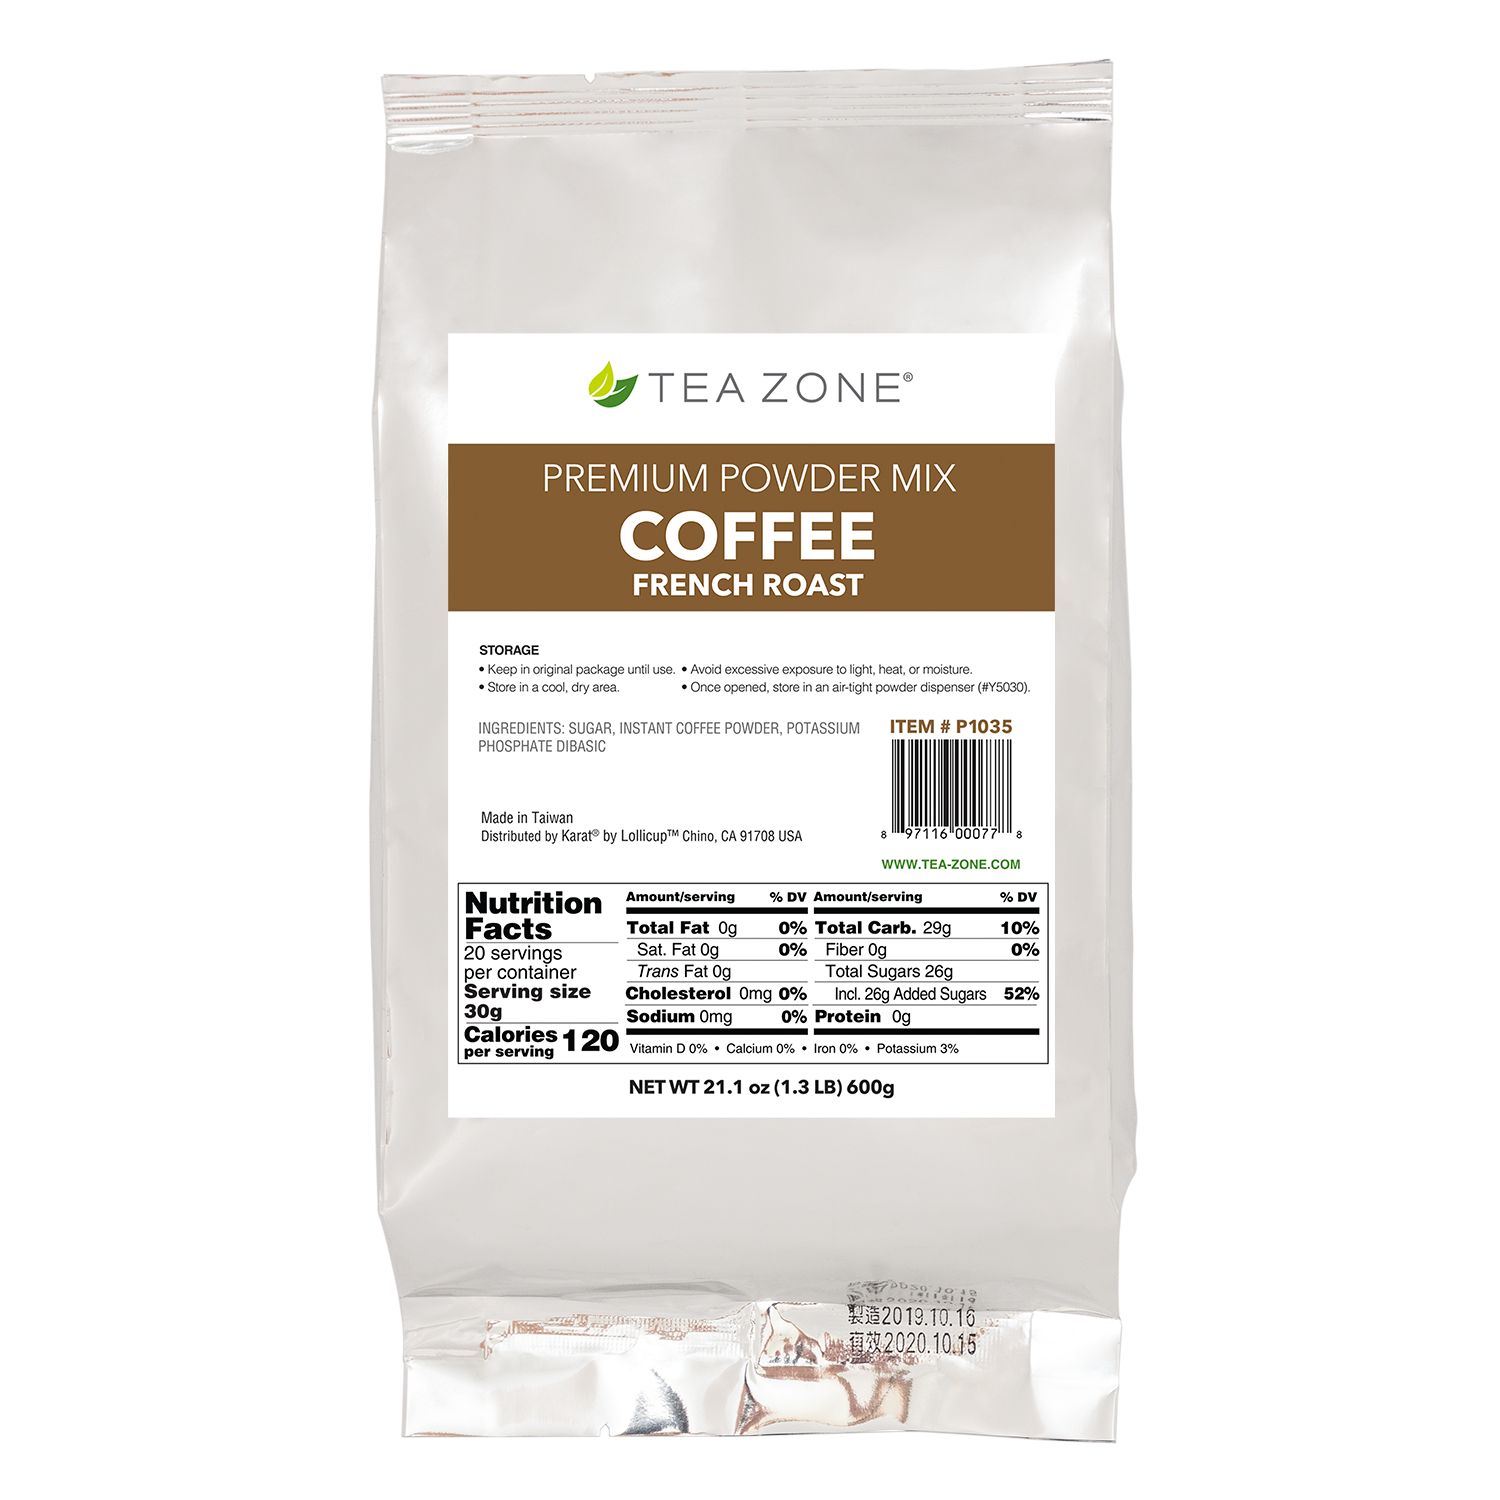 TEA ZONE®
PREMIUM POWDER MIX
COFFEE
FRENCH ROAST
STORAGE
• Keep in original package until use. • Avoid excessive exposure to light, heat, or moisture.
• Store in a cool, dry area. • Once opened, store in an air-tight powder dispenser (#Y5030).
INGREDIENTS: SUGAR, INSTANT COFFEE POWDER, POTASSIUM
PHOSPHATE DIBASIC
ITEM # P1035
8 97116 00077 8
Made in Taiwan
Distributed by Karat® by Lollicup™ Chino, CA 91708 USA
WWW.TEA-ZONE.COM
Nutrition
Facts
20 servings
per container
Serving size
30g
Calories 120
per serving
Amount/serving % DV Amount/serving % DV
Total Fat 0g 0% Total Carb. 29g 10%
Sat. Fat 0g 0% Fiber 0g 0%
Trans Fat 0g Total Sugars 26g
Cholesterol 0mg 0% Incl. 26g Added Sugars 52%
Sodium 0mg 0% Protein 0g
Vitamin D 0% • Calcium 0% • Iron 0% • Potassium 3%
NET WT 21.1 oz (1.3 LB) 600g
製造2019.10.16
有效2020.10.15